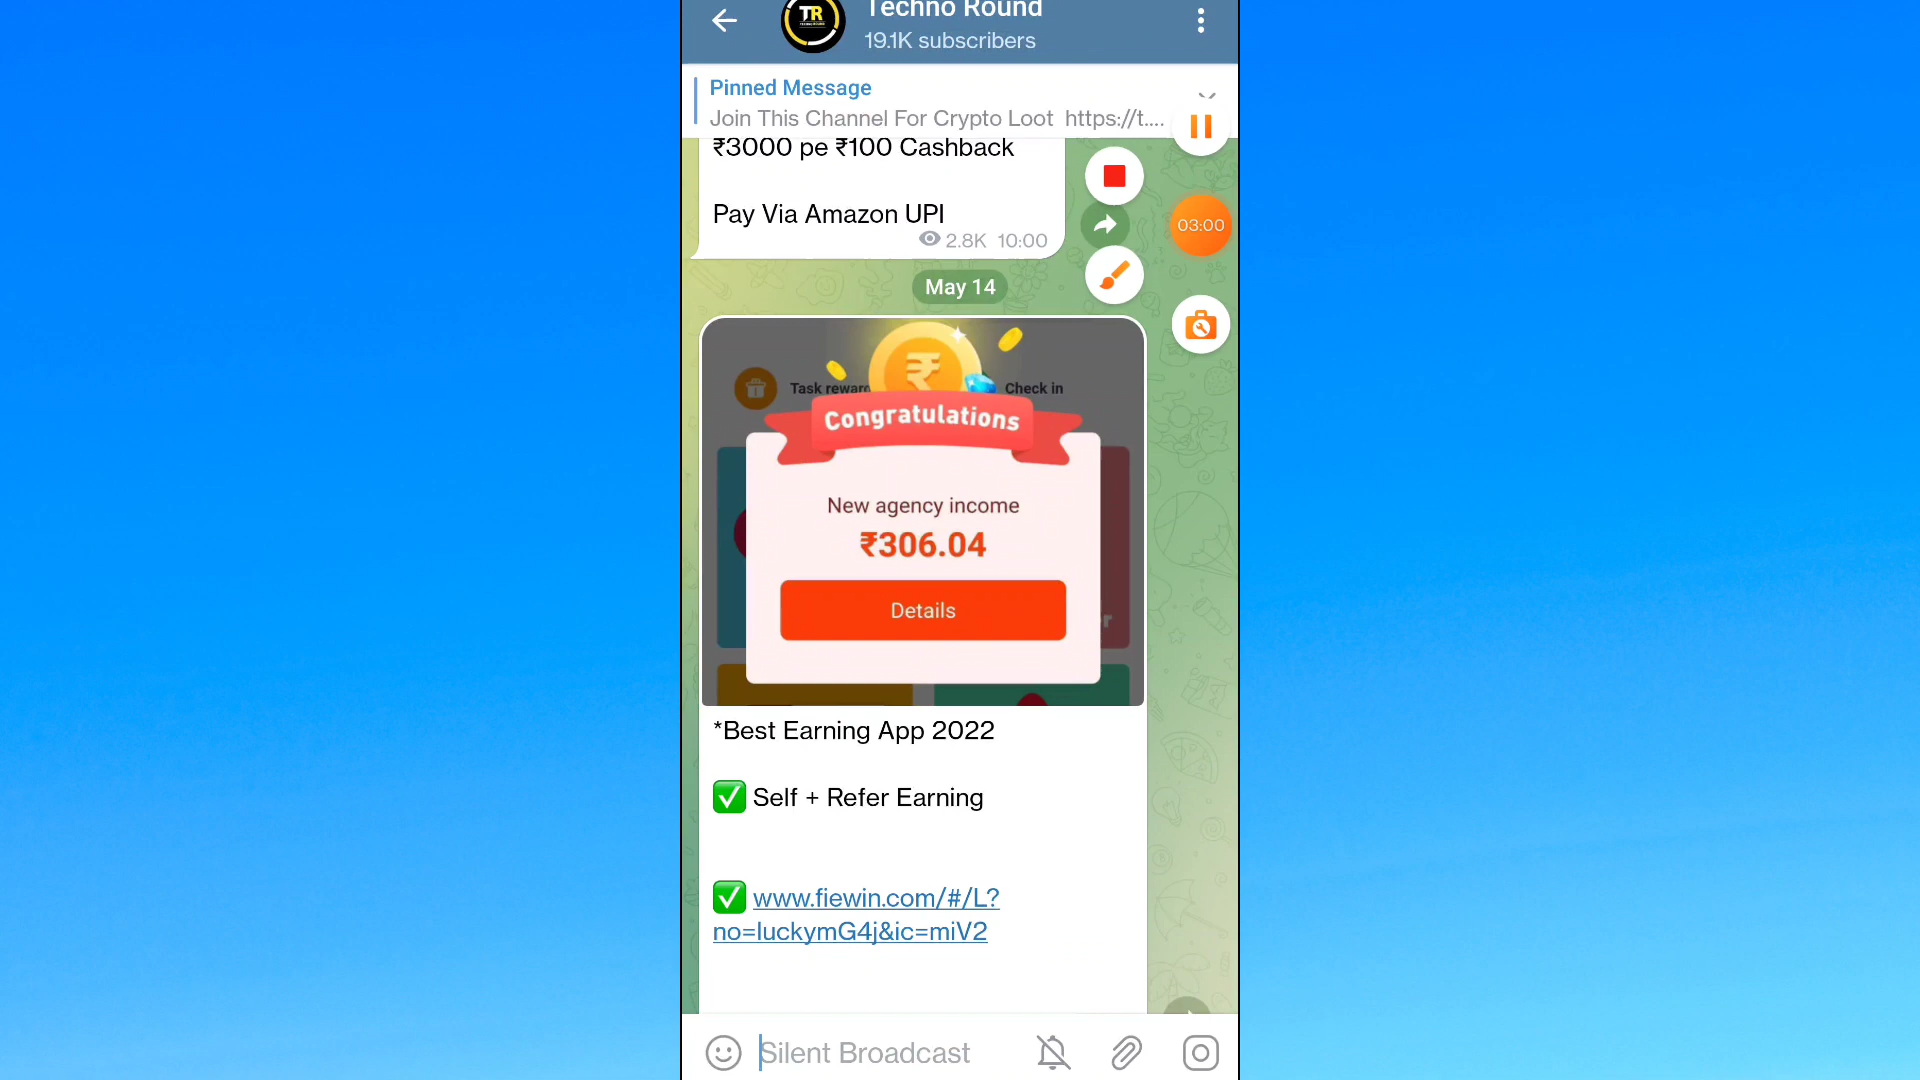 TR
Techno Round
19.1K subscribers
Pinned Message
Join This Channel For Crypto Loot https://t....
₹3000 pe ₹100 Cashback
Pay Via Amazon UPI
2.8K 10:00
03:00
May 14
Check in
Congratulations
New agency income
₹306.04
Details
*Best Earning App 2022
✅ Self + Refer Earning
✅ www.fiewin.com/#/L?
no=luckymG4j&ic=miV2
Silent Broadcast